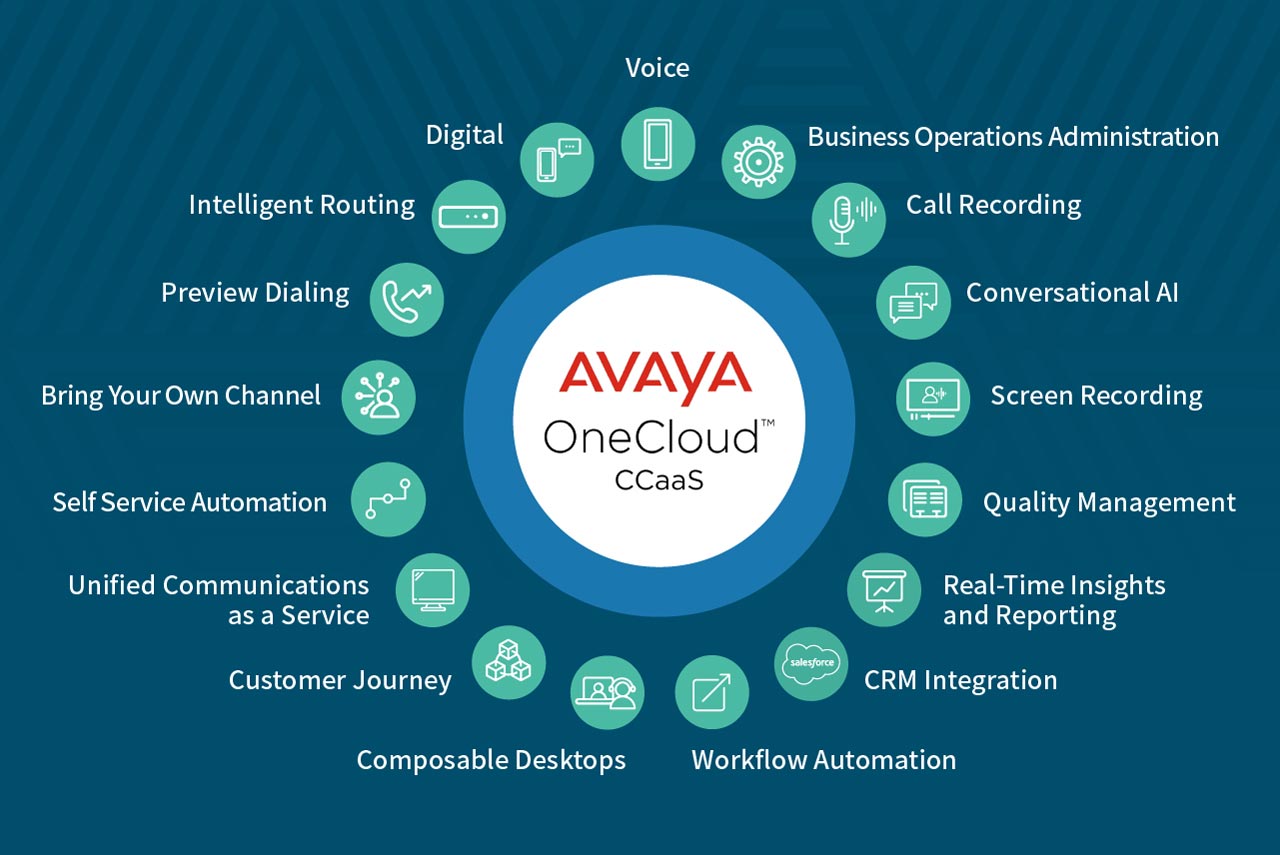 Voice
Digital
Business Operations Administration
Intelligent Routing
Call Recording
Preview Dialing
Conversational AI
AVAYA
OneCloud™
CCaaS
Bring Your Own Channel
Screen Recording
Self Service Automation
Quality Management
Unified Communications
as a Service
Real-Time Insights
and Reporting
salesforce
Customer Journey
CRM Integration
Composable Desktops
Workflow Automation